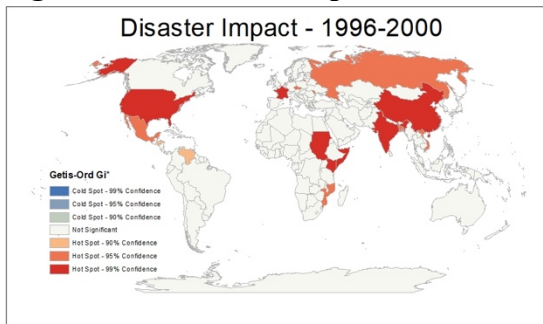 Disaster Impact - 1996-2000
Getis-Ord Gi*
Cold Spot - 99% Confidence
Cold Spot - 95% Confidence
Cold Spot - 90% Confidence
Not Significant
Hot Spot - 90% Confidence
Hot Spot - 95% Confidence
Hot Spot - 99% Confidence